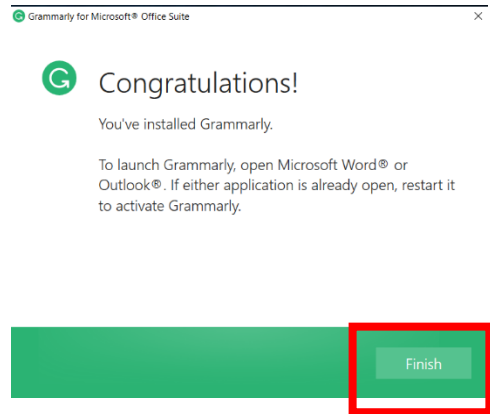 Grammarly for Microsoft® Office Suite
Congratulations!
You've installed Grammarly.
To launch Grammarly, open Microsoft Word® or
Outlook®. If either application is already open, restart it
to activate Grammarly.
Finish